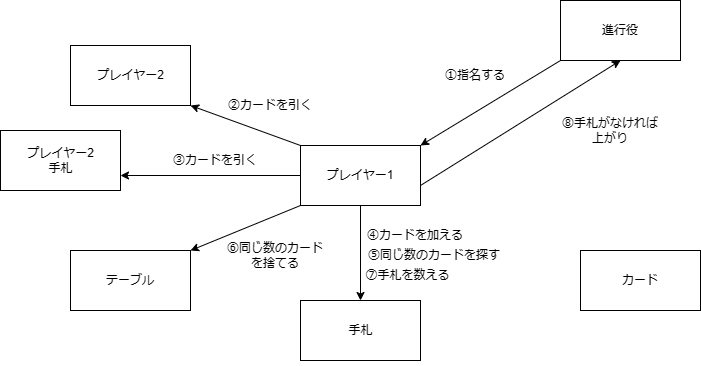 進行役
プレイヤー2
①指名する
②カードを引く
⑧手札がなければ
上がり
プレイヤー2
手札
③カードを引く
プレイヤー1
④カードを加える
⑥同じ数のカード
を捨てる
⑤同じ数のカードを探す
⑦手札を数える
テーブル
カード
手札